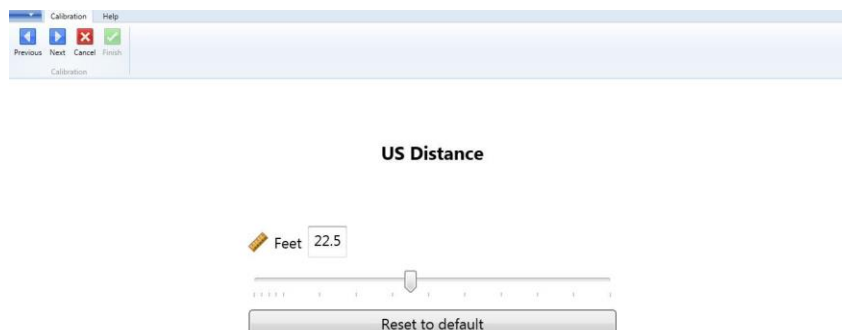 Calibration Help
Previous Next Cancel Finish
Calibration
US Distance
Feet 22.5
Reset to default